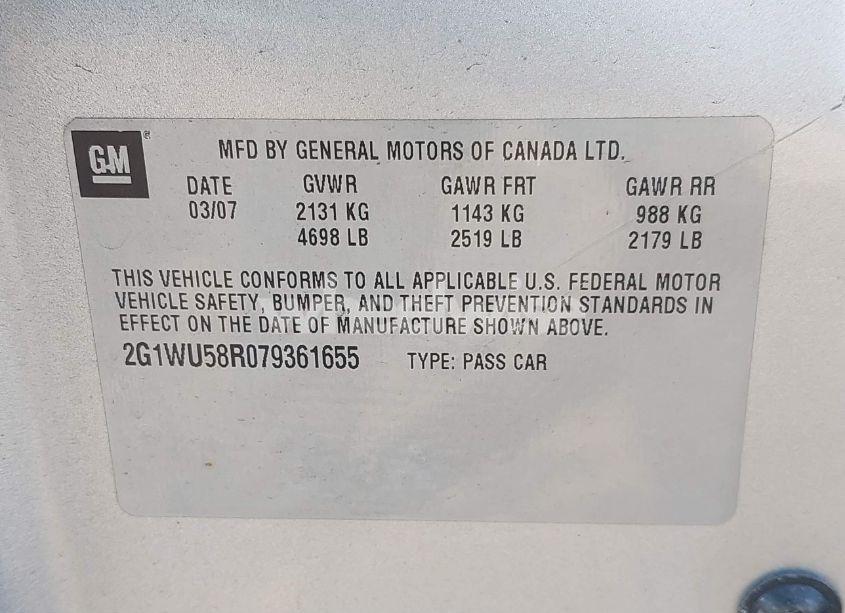 GM
®
MFD BY GENERAL MOTORS OF CANADA LTD.
DATE GVWR GAWR FRT GAWR RR
03/07 2131 KG 1143 KG 988 KG
4698 LB 2519 LB 2179 LB
THIS VEHICLE CONFORMS TO ALL APPLICABLE U.S. FEDERAL MOTOR
VEHICLE SAFETY, BUMPER, AND THEFT PREVENTION STANDARDS IN
EFFECT ON THE DATE OF MANUFACTURE SHOWN ABOVE.
2G1WU58R079361655 TYPE: PASS CAR